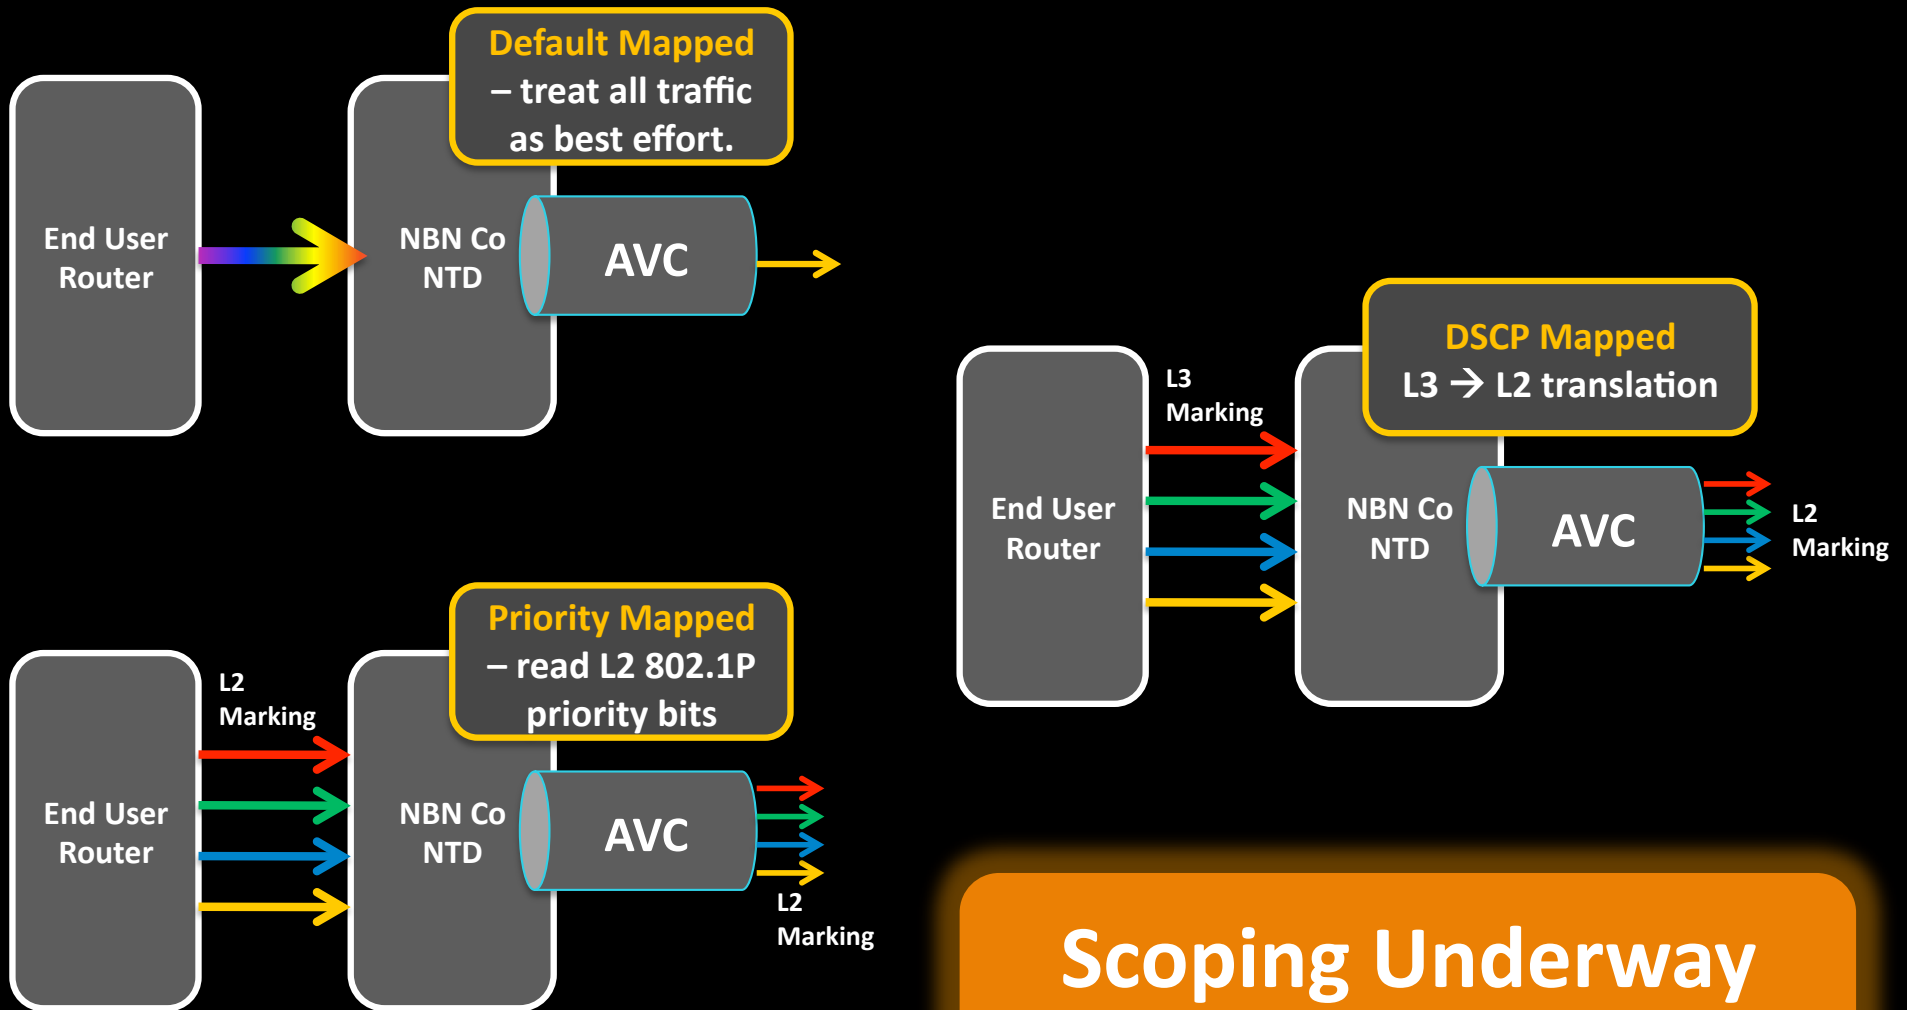 Default Mapped
– treat all traffic
as best effort.
End User
Router
NBN Co
NTD
AVC
Priority Mapped
– read L2 802.1P
priority bits
L2
Marking
End User
Router
NBN Co
NTD
AVC
L2
Marking
DSCP Mapped
L3 → L2 translation
L3
Marking
End User
Router
NBN Co
NTD
AVC
L2
Marking
Scoping Underway